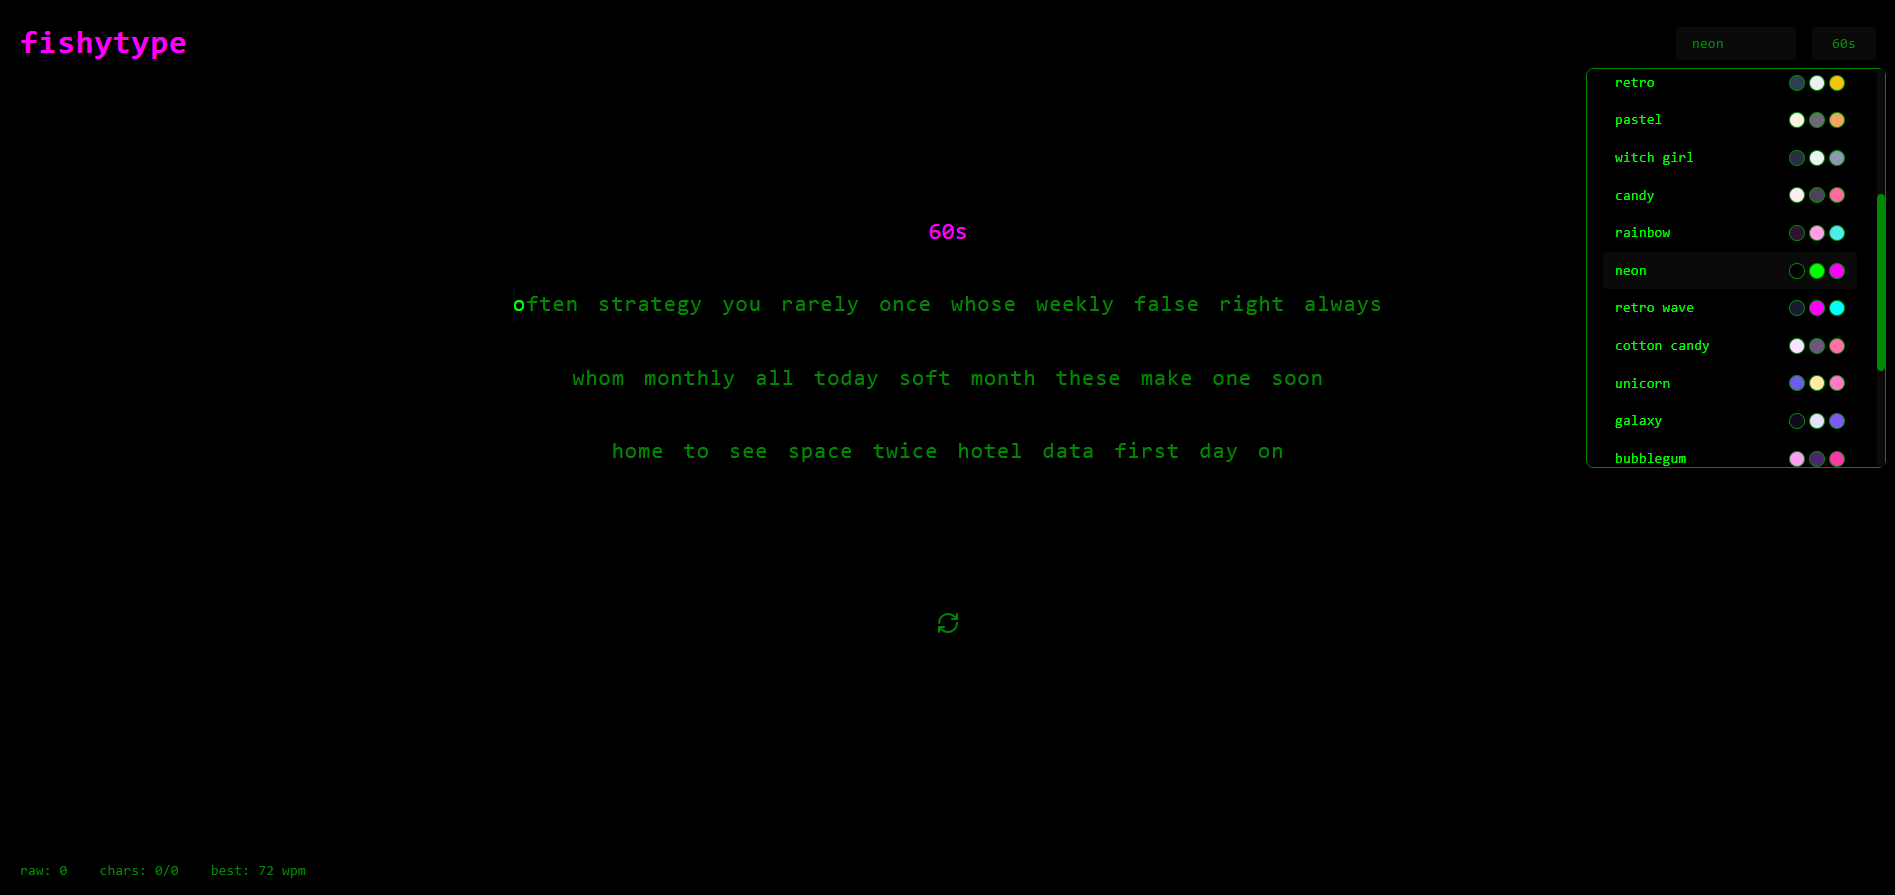 fishytype
neon
60s
retro
pastel
witch girl
candy
rainbow
neon
retro wave
cotton candy
unicorn
galaxy
bubblegum
60s
often strategy you rarely once whose weekly false right always
whom monthly all today soft month these make one soon
home to see space twice hotel data first day on
raw: 0 chars: 0/0 best: 72 wpm